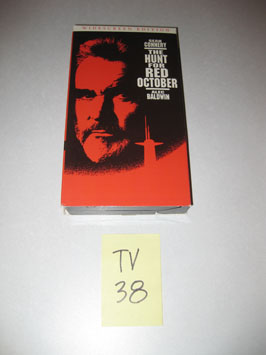 WIDESCREEN EDITION
SEAN
CONNERY
THE
HUNT
FOR
RED
OCTOBER
ALEC
BALDWIN
TV
38